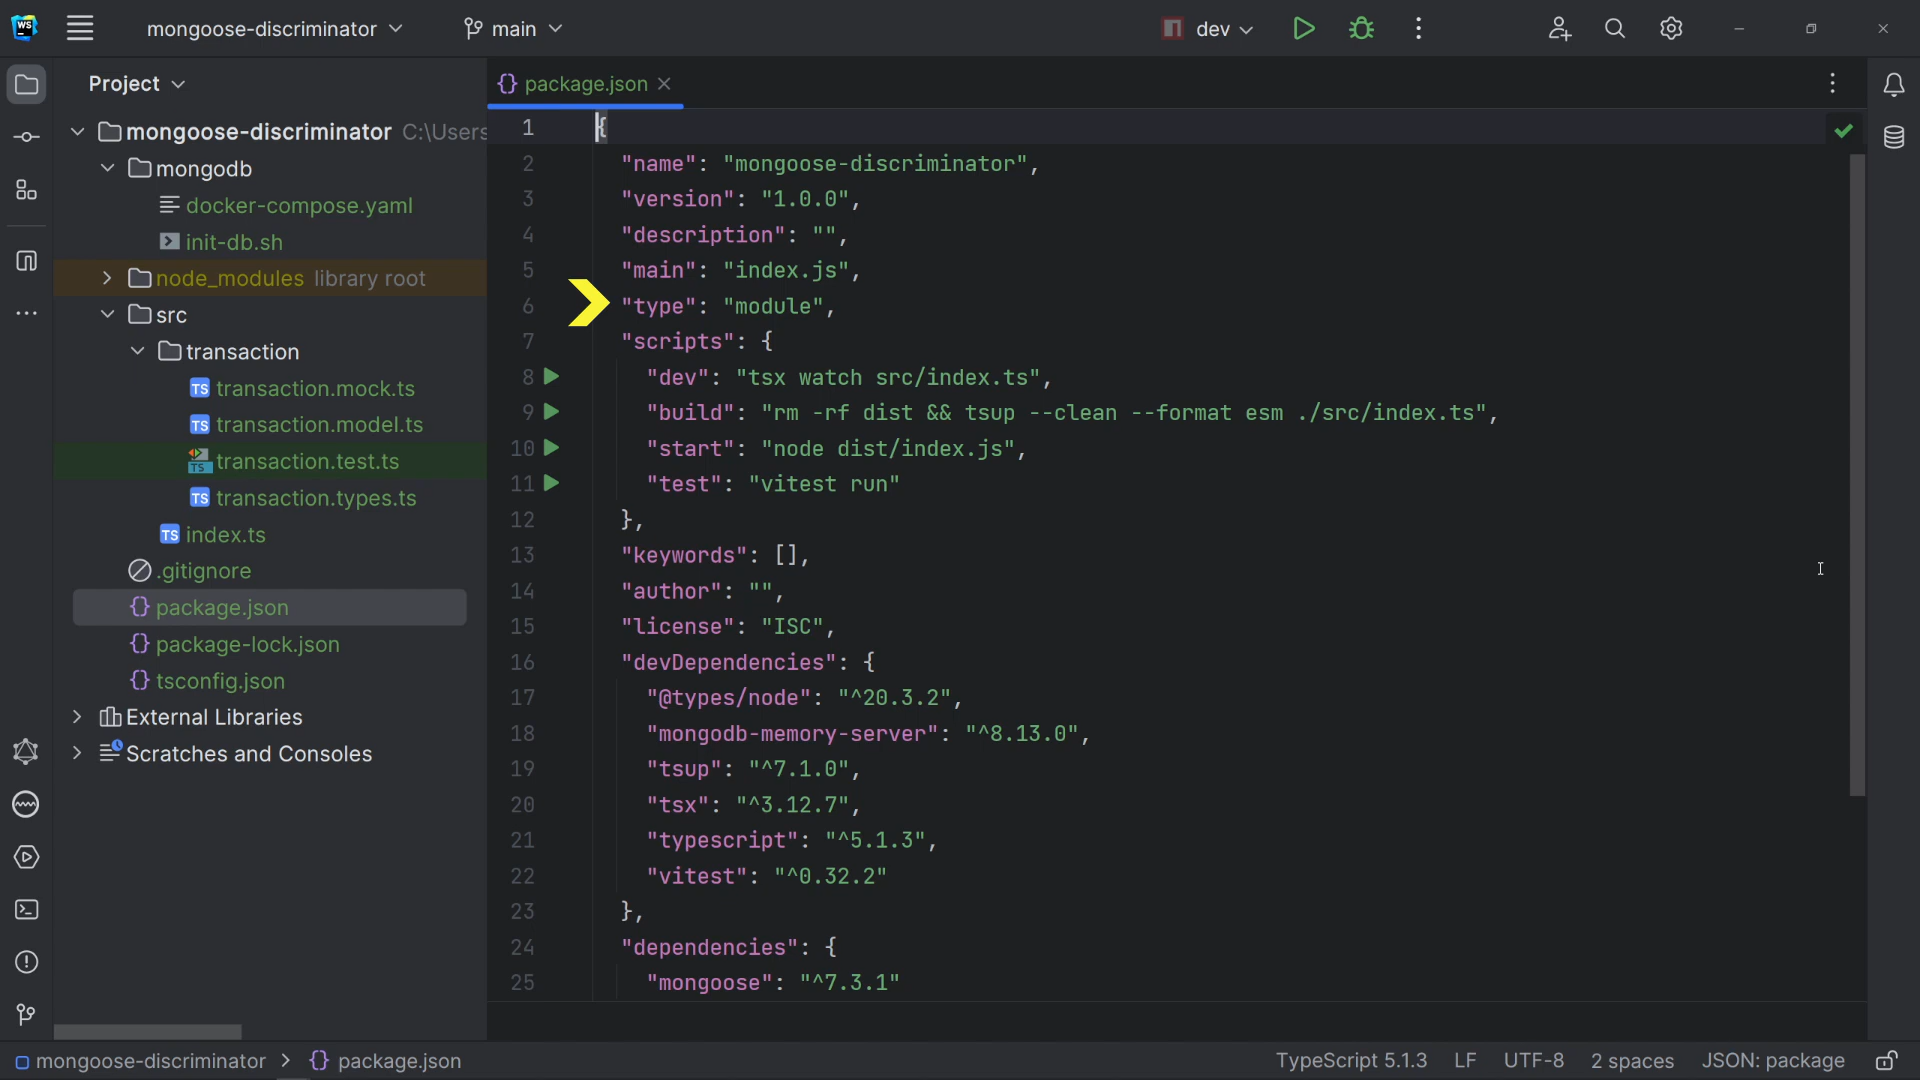 WS
mongoose-discriminator
main
dev
Project
package.json
mongoose-discriminator C:\Users
mongodb
docker-compose.yaml
init-db.sh
node_modules library root
src
transaction
TS transaction.mock.ts
TS transaction.model.ts
TS transaction.test.ts
TS transaction.types.ts
TS index.ts
.gitignore
{} package.json
{} package-lock.json
{} tsconfig.json
External Libraries
Scratches and Consoles
1 {
2 "name": "mongoose-discriminator",
3 "version": "1.0.0",
4 "description": "",
5 "main": "index.js",
6 "type": "module",
7 "scripts": {
8 "dev": "tsx watch src/index.ts",
9 "build": "rm -rf dist && tsup --clean --format esm ./src/index.ts",
10 "start": "node dist/index.js",
11 "test": "vitest run"
12 },
13 "keywords": [],
14 "author": "",
15 "license": "ISC",
16 "devDependencies": {
17 "@types/node": "^20.3.2",
18 "mongodb-memory-server": "^8.13.0",
19 "tsup": "^7.1.0",
20 "tsx": "^3.12.7",
21 "typescript": "^5.1.3",
22 "vitest": "^0.32.2"
23 },
24 "dependencies": {
25 "mongoose": "^7.3.1"
mongoose-discriminator > {} package.json
TypeScript 5.1.3 LF UTF-8 2 spaces JSON: package